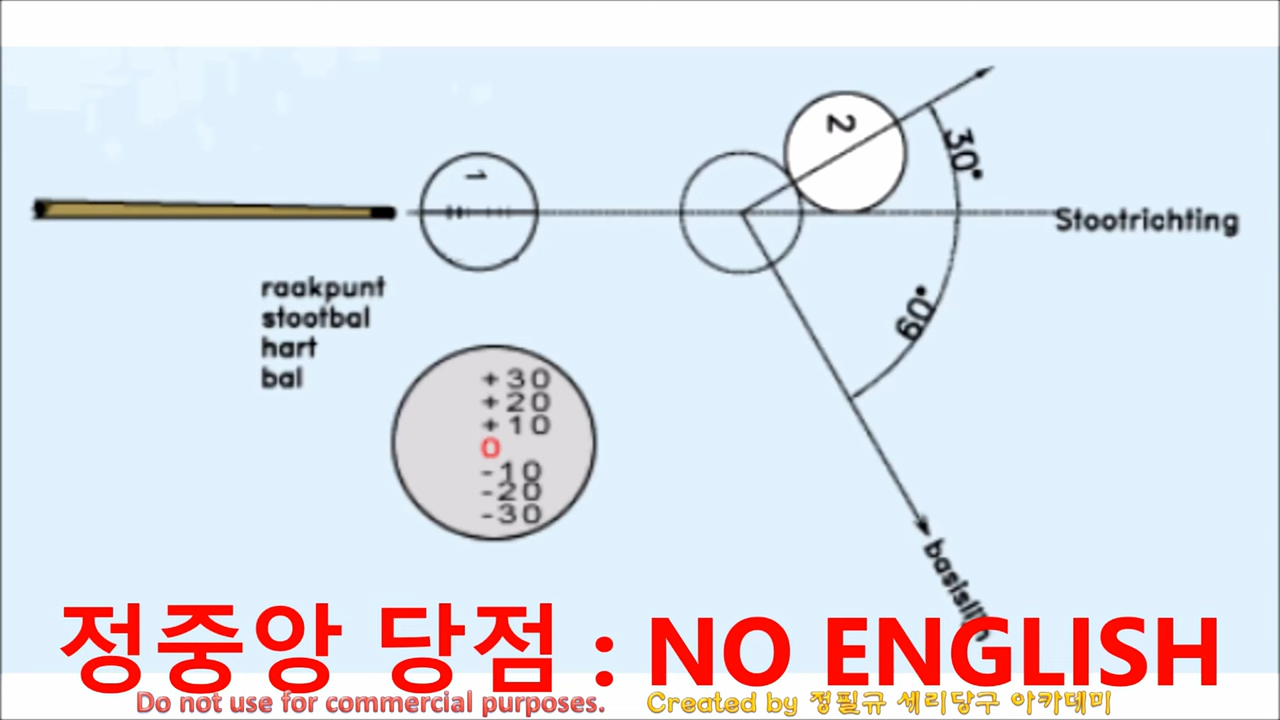 1
2
30°
Stootrichting
60°
raakpunt
stootbal
hart
bal
+30
+20
+10
0
-10
-20
-30
정중앙 당점 : NO ENGLISH
Do not use for commercial purposes. Created by 정필규 세리당구 아카데미